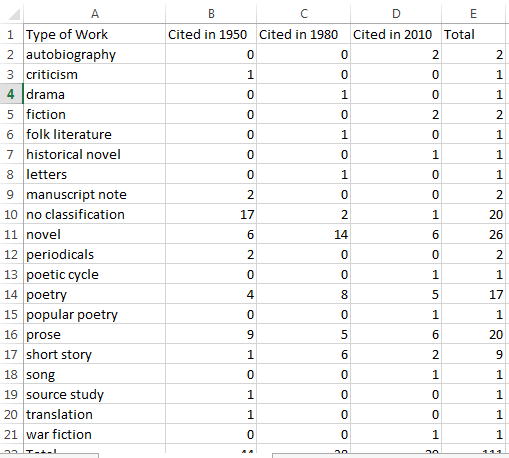 A B C D E
1 Type of Work Cited in 1950 Cited in 1980 Cited in 2010 Total
2 autobiography 0 0 2 2
3 criticism 1 0 0 1
4 drama 0 1 0 1
5 fiction 0 0 2 2
6 folk literature 0 1 0 1
7 historical novel 0 0 1 1
8 letters 0 1 0 1
9 manuscript note 2 0 0 2
10 no classification 17 2 1 20
11 novel 6 14 6 26
12 periodicals 2 0 0 2
13 poetic cycle 0 0 1 1
14 poetry 4 8 5 17
15 popular poetry 0 0 1 1
16 prose 9 5 6 20
17 short story 1 6 2 9
18 song 0 0 1 1
19 source study 1 0 0 1
20 translation 1 0 0 1
21 war fiction 0 0 1 1